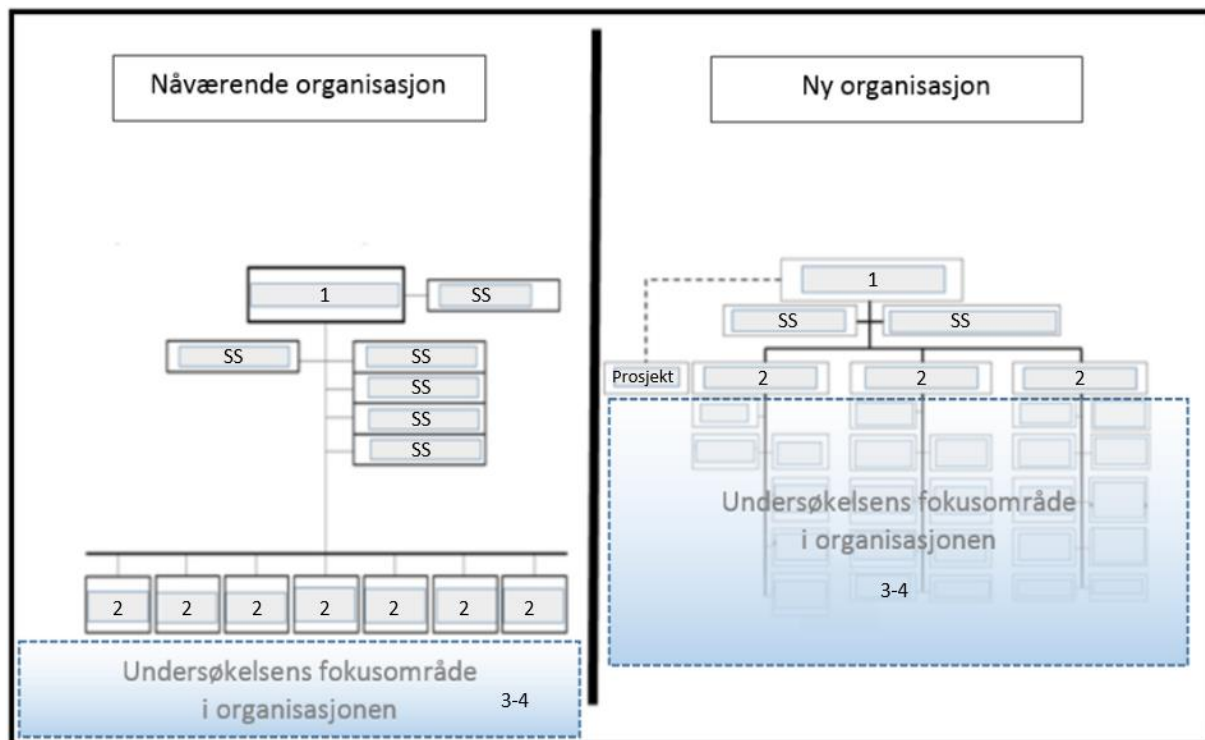 Nåværende organisasjon
1
SS
SS
SS
SS
SS
SS
2 2 2 2 2 2 2
Undersøkelsens fokusområde
i organisasjonen
3-4
Ny organisasjon
1
SS SS
Prosjekt 2 2 2
Undersøkelsens fokusområde
i organisasjonen
3-4